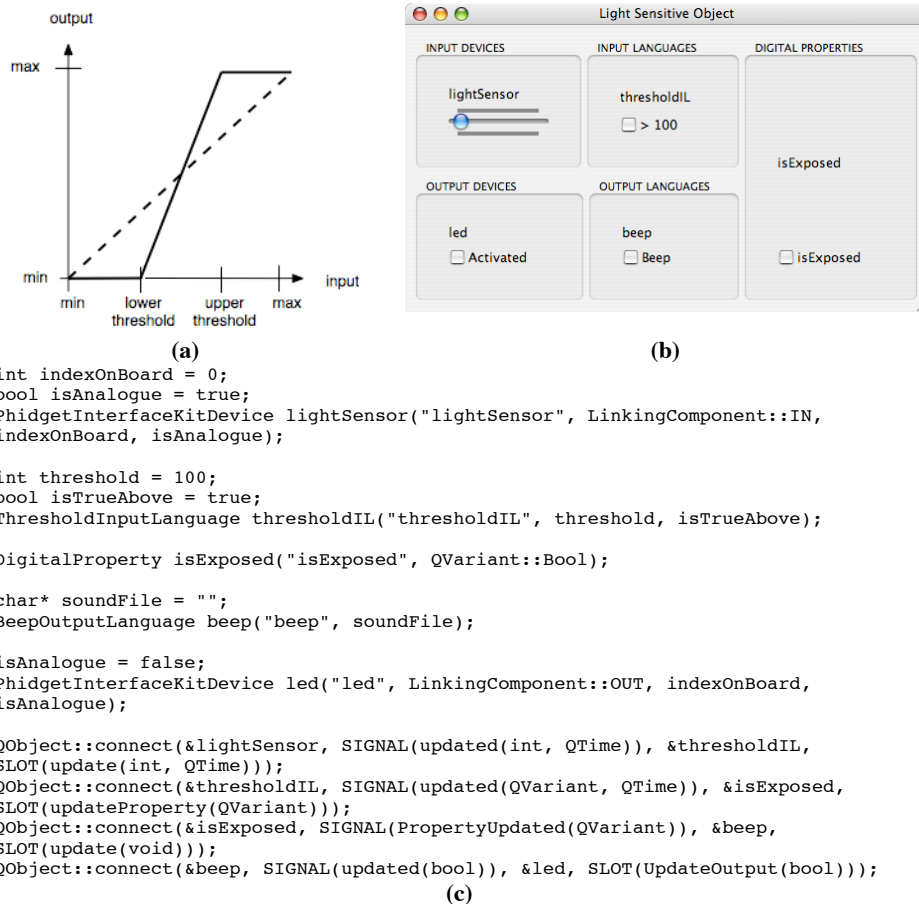 output
max
min
min
lower
threshold
upper
threshold
max
input
(a)
Light Sensitive Object
INPUT DEVICES
INPUT LANGUAGES
DIGITAL PROPERTIES
lightSensor
thresholdIL
> 100
isExposed
OUTPUT DEVICES
OUTPUT LANGUAGES
led
beep
Activated
Beep
isExposed
(b)
int indexOnBoard = 0;
bool isAnalogue = true;
PhidgetInterfaceKitDevice lightSensor("lightSensor", LinkingComponent::IN,
indexOnBoard, isAnalogue);
int threshold = 100;
bool isTrueAbove = true;
ThresholdInputLanguage thresholdIL("thresholdIL", threshold, isTrueAbove);
DigitalProperty isExposed("isExposed", QVariant::Bool);
char* soundFile = "";
BeepOutputLanguage beep("beep", soundFile);
isAnalogue = false;
PhidgetInterfaceKitDevice led("led", LinkingComponent::OUT, indexOnBoard,
isAnalogue);
QObject::connect(&lightSensor, SIGNAL(updated(int, QTime)), &thresholdIL,
SLOT(update(int, QTime)));
QObject::connect(&thresholdIL, SIGNAL(updated(QVariant, QTime)), &isExposed,
SLOT(updateProperty(QVariant)));
QObject::connect(&isExposed, SIGNAL(PropertyUpdated(QVariant)), &beep,
SLOT(update(void)));
QObject::connect(&beep, SIGNAL(updated(bool)), &led, SLOT(UpdateOutput(bool)));
(c)